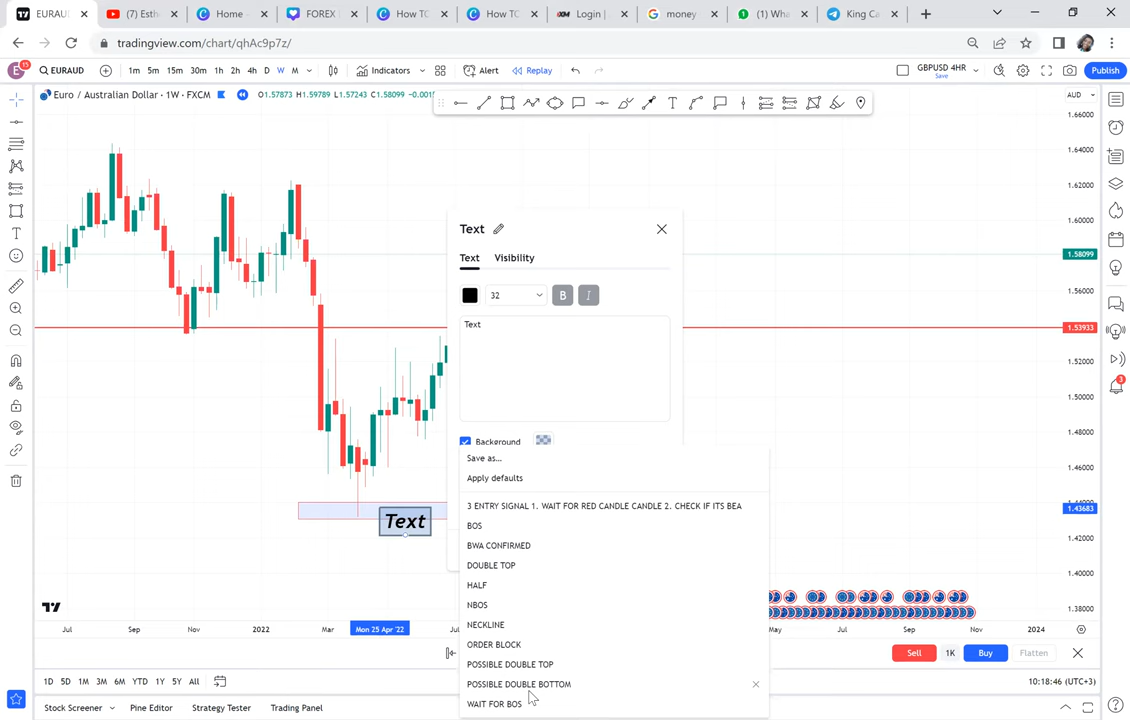 EURAUD
(7) Esth
Home -
FOREX
How TO
How TO
Login |
money
(1) Wha
King Ca
tradingview.com/chart/qhAc9p7z/
E 15
EURAUD
1m 5m 15m 30m 1h 2h 4h D W M
Indicators
Alert
Replay
GBPUSD 4HR
Save
Publish
Euro / Australian Dollar · 1W · FXCM
O1.57873 H1.59789 L1.57243 C1.58099
AUD
1.66000
1.64000
1.62000
1.60000
1.58099
1.56000
1.53933
1.52000
1.50000
1.48000
1.46000
1.43683
1.42000
1.40000
1.38000
Text
Text Visibility
32 B I
Text
Background
Save as...
Apply defaults
3 ENTRY SIGNAL 1. WAIT FOR RED CANDLE CANDLE 2. CHECK IF ITS BEA
BOS
BWA CONFIRMED
DOUBLE TOP
HALF
NBOS
NECKLINE
ORDER BLOCK
POSSIBLE DOUBLE TOP
POSSIBLE DOUBLE BOTTOM
WAIT FOR BOS
Text
3
Jul Sep Nov 2022 Mar Mon 25 Apr '22 Jul May Jul Sep Nov 2024
Sell 1K Buy Flatten
1D 5D 1M 3M 6M YTD 1Y 5Y All
10:18:46 (UTC+3)
Stock Screener Pine Editor Strategy Tester Trading Panel